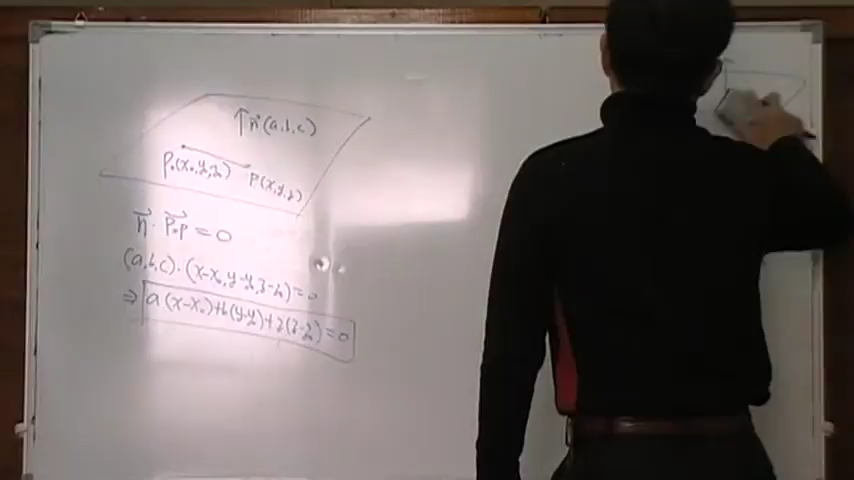 ↑n⃗(a,b,c)
P₀(x₀,y₀,z₀) P(x,y,z)
n⃗ · P₀P⃗ = 0
(a,b,c)·(x-x₀,y-y₀,z-z₀)=0
⇒ a(x-x₀)+b(y-y₀)+z(z-z₀)=0